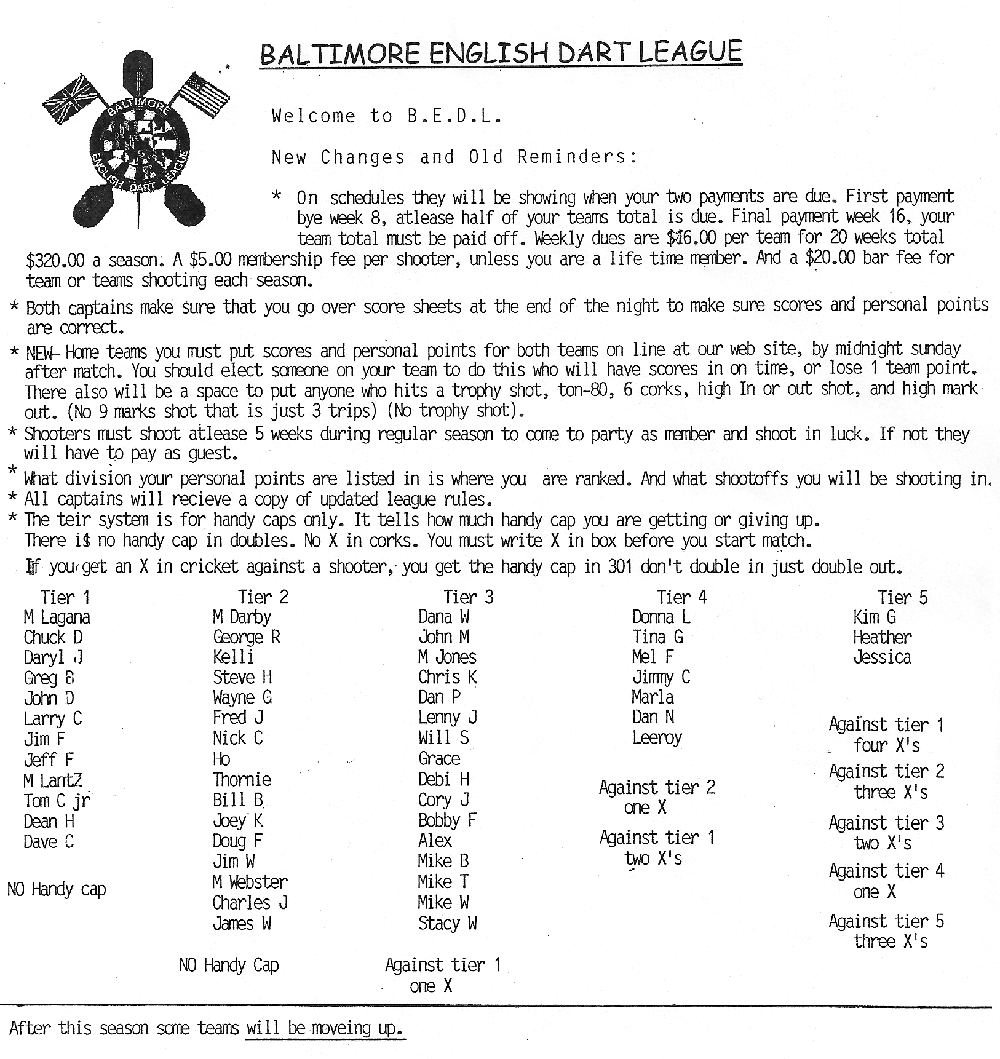 BALTIMORE ENGLISH DART LEAGUE
BALTIMORE
ENGLISH DART LEAGUE
Welcome to B.E.D.L.
New Changes and Old Reminders:
* On schedules they will be showing when your two payments are due. First payment
bye week 8, atlease half of your teams total is due. Final payment week 16, your
team total must be paid off. Weekly dues are $16.00 per team for 20 weeks total
$320.00 a season. A $5.00 membership fee per shooter, unless you are a life time member. And a $20.00 bar fee for
team or teams shooting each season.
* Both captains make sure that you go over score sheets at the end of the night to make sure scores and personal points
are correct.
* NEW- Home teams you must put scores and personal points for both teams on line at our web site, by midnight sunday
after match. You should elect someone on your team to do this who will have scores in on time, or lose 1 team point.
There also will be a space to put anyone who hits a trophy shot, ton-80, 6 corks, high In or out shot, and high mark
out. (No 9 marks shot that is just 3 trips) (No trophy shot).
* Shooters must shoot atlease 5 weeks during regular season to come to party as member and shoot in luck. If not they
will have to pay as guest.
* What division your personal points are listed in is where you are ranked. And what shootoffs you will be shooting in.
* All captains will recieve a copy of updated league rules.
* The teir system is for handy caps only. It tells how much handy cap you are getting or giving up.
There is no handy cap in doubles. No X in corks. You must write X in box before you start match.
If you get an X in cricket against a shooter, you get the handy cap in 301 don't double in just double out.
Tier 1
M Lagana
Chuck D
Daryl J
Greg B
John D
Larry C
Jim F
Jeff F
M LantZ
Tom C jr
Dean H
Dave C
NO Handy cap
Tier 2
M Darby
George R
Kelli
Steve H
Wayne G
Fred J
Nick C
Ho
Thornie
Bill B
Joey K
Doug F
Jim W
M Webster
Charles J
James W
NO Handy Cap
Tier 3
Dana W
John M
M Jones
Chris K
Dan P
Lenny J
Will S
Grace
Debi H
Cory J
Bobby F
Alex
Mike B
Mike T
Mike W
Stacy W
Against tier 1
one X
Tier 4
Donna L
Tina G
Mel F
Jimmy C
Marla
Dan N
Leeroy
Against tier 2
one X
Against tier 1
two X's
Tier 5
Kim G
Heather
Jessica
Against tier 1
four X's
Against tier 2
three X's
Against tier 3
two X's
Against tier 4
one X
Against tier 5
three X's
After this season some teams will be moveing up.